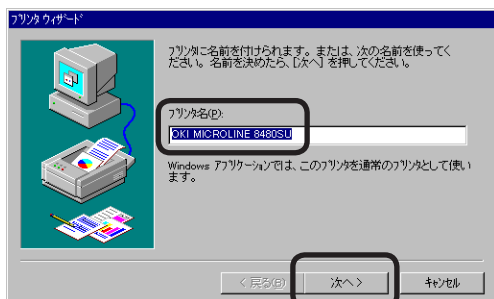 プリンタ ウィザード
プリンタに名前を付けられます。または、次の名前を使ってく
ださい。名前を決めたら、[次へ] を押してください。
プリンタ名(P):
OKI MICROLINE 8480SU
Windows アプリケーションでは、このプリンタを通常のプリンタとして使い
ます。
< 戻る(B)
次へ >
キャンセル